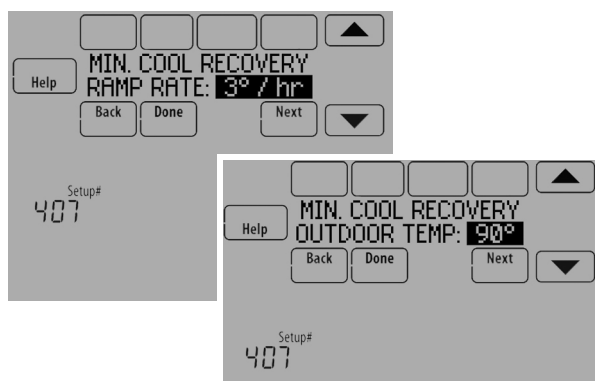 MIN. COOL RECOVERY
Help
RAMP RATE: 3° / hr
Back Done Next
Setup#
407
MIN. COOL RECOVERY
Help
OUTDOOR TEMP: 90°
Back Done Next
Setup#
407